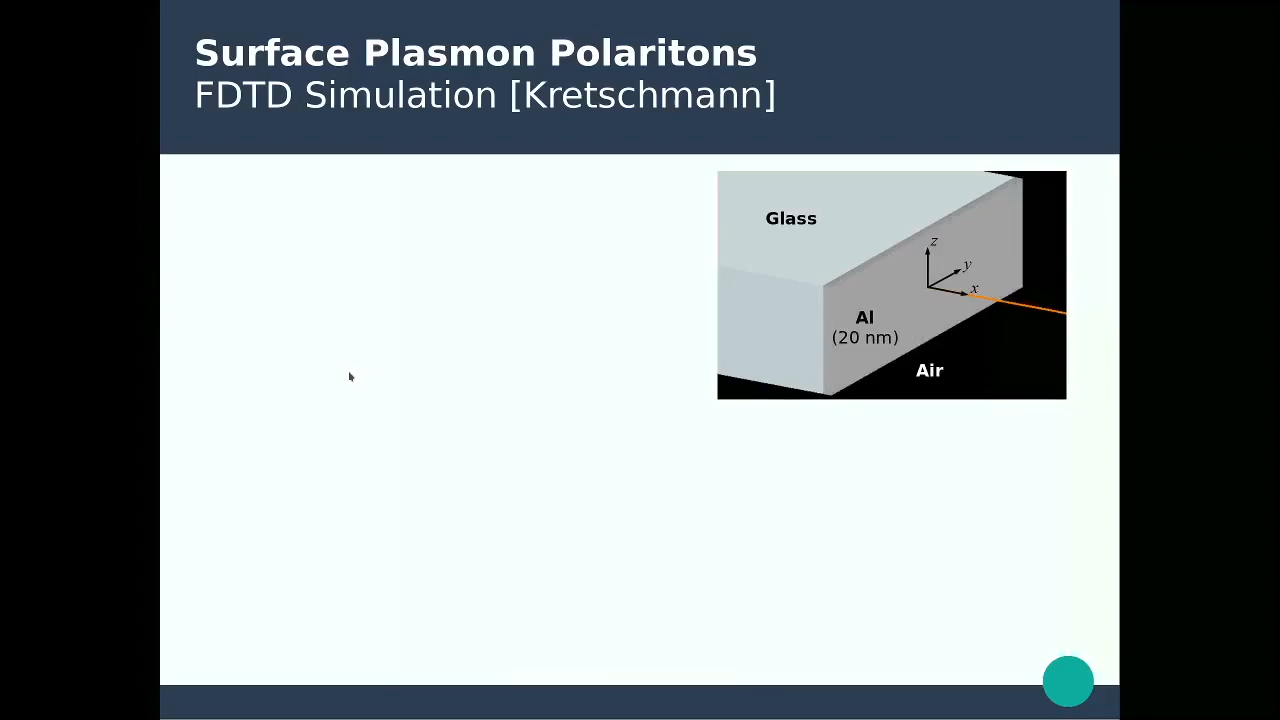 Surface Plasmon Polaritons
FDTD Simulation [Kretschmann]
Glass
z
y
x
Al
(20 nm)
Air